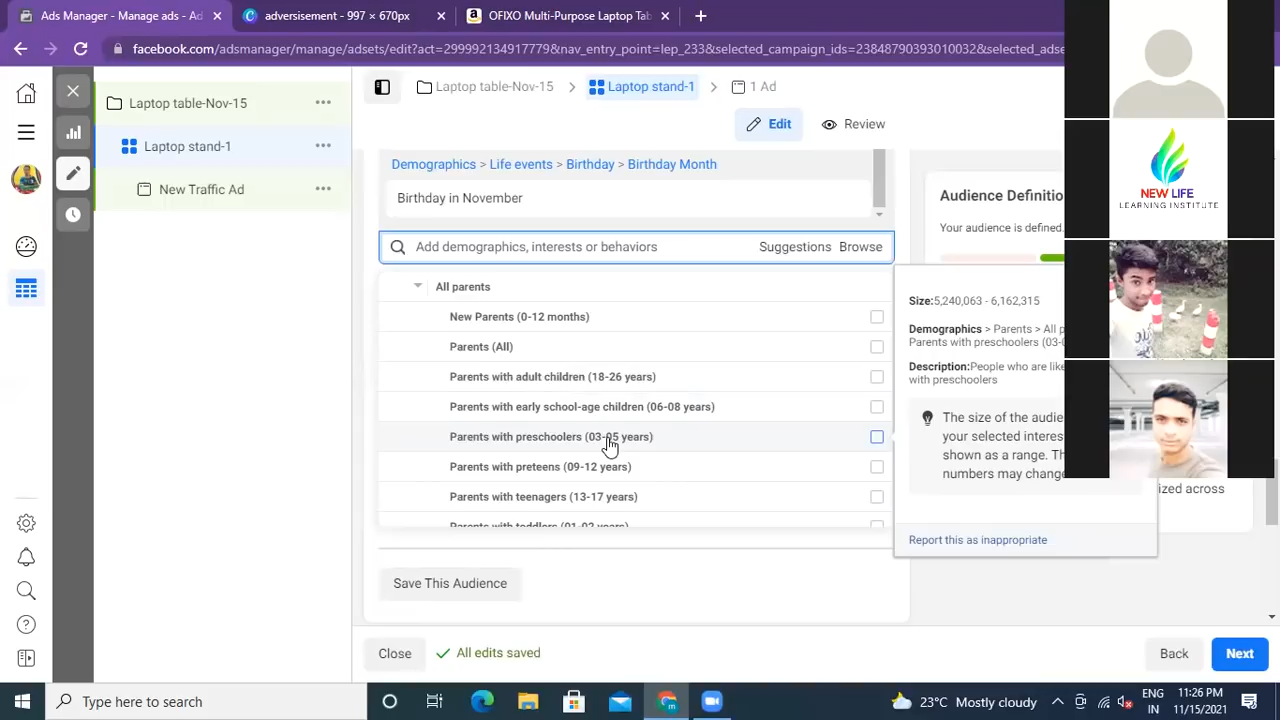 Ads Manager - Manage ads - Ad
advertisement - 997 × 670px
OFIXO Multi-Purpose Laptop Tabl
facebook.com/adsmanager/manage/adsets/edit?act=299992134917779&nav_entry_point=lep_233&selected_campaign_ids=23848790393010032&selected_adse
Laptop table-Nov-15
Laptop stand-1
New Traffic Ad
Laptop table-Nov-15
Laptop stand-1
1 Ad
Edit
Review
Demographics > Life events > Birthday > Birthday Month
Birthday in November
Add demographics, interests or behaviors
Suggestions
Browse
All parents
New Parents (0-12 months)
Parents (All)
Parents with adult children (18-26 years)
Parents with early school-age children (06-08 years)
Parents with preschoolers (03-05 years)
Parents with preteens (09-12 years)
Parents with teenagers (13-17 years)
Parents with toddlers (01-02 years)
Save This Audience
Close
All edits saved
Back
Next
Audience Definitio
Your audience is defined.
Size:5,240,063 - 6,162,315
Demographics > Parents > All p
Parents with preschoolers (03-0
Description:People who are like
with preschoolers
The size of the audie
your selected interes
shown as a range. Th
numbers may change
ized across
Report this as inappropriate
NEW LIFE
LEARNING INSTITUTE
Type here to search
23°C Mostly cloudy
ENG
IN
11:26 PM
11/15/2021